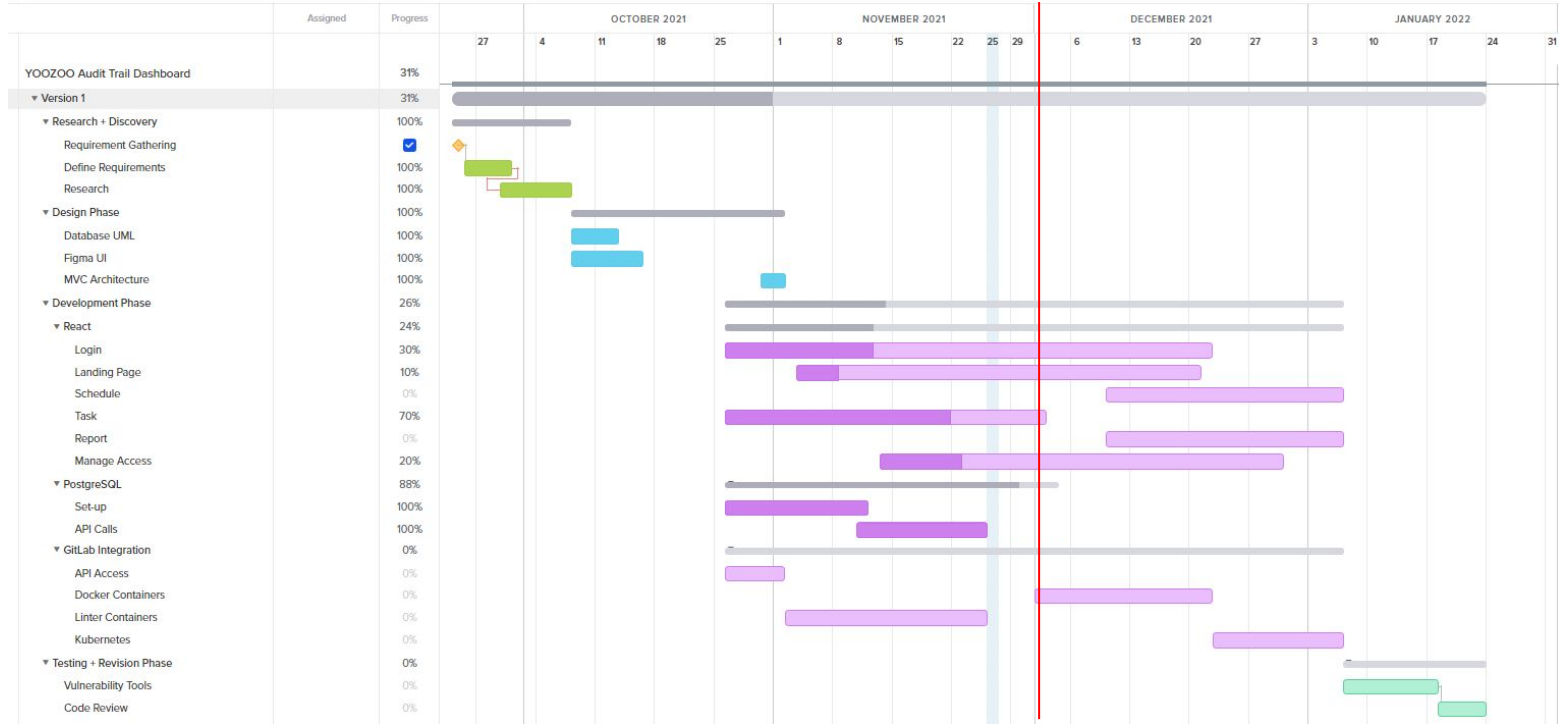 Assigned Progress OCTOBER 2021 NOVEMBER 2021 DECEMBER 2021 JANUARY 2022
27 4 11 18 25 1 8 15 22 25 29 6 13 20 27 3 10 17 24 31
YOOZOO Audit Trail Dashboard 31%
Version 1 31%
Research + Discovery 100%
Requirement Gathering
Define Requirements 100%
Research 100%
Design Phase 100%
Database UML 100%
Figma UI 100%
MVC Architecture 100%
Development Phase 26%
React 24%
Login 30%
Landing Page 10%
Schedule 0%
Task 70%
Report 0%
Manage Access 20%
PostgreSQL 88%
Set-up 100%
API Calls 100%
GitLab Integration 0%
API Access 0%
Docker Containers 0%
Linter Containers 0%
Kubernetes 0%
Testing + Revision Phase 0%
Vulnerability Tools 0%
Code Review 0%